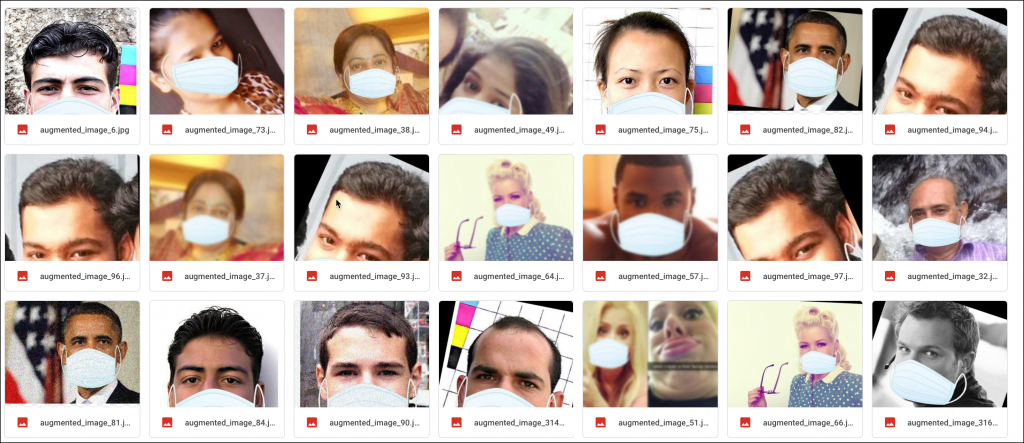 augmented_image_6.jpg
augmented_image_73.j...
augmented_image_38.j...
augmented_image_49.j...
augmented_image_75.j...
augmented_image_82.j...
augmented_image_94.j...
augmented_image_96.j...
augmented_image_37.j...
augmented_image_93.j...
augmented_image_64.j...
augmented_image_57.j...
augmented_image_97.j...
augmented_image_32.j...
augmented_image_81.j...
augmented_image_84.j...
augmented_image_90.j...
augmented_image_314...
augmented_image_51.j...
augmented_image_66.j...
augmented_image_316...